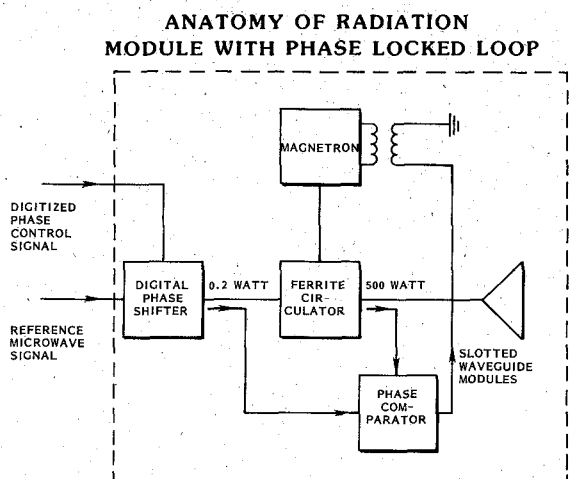 ANATOMY OF RADIATION
MODULE WITH PHASE LOCKED LOOP
MAGNETRON
DIGITIZED
PHASE
CONTROL
SIGNAL
DIGITAL
PHASE
SHIFTER
0.2 WATT
FERRITE
CIR-
CULATOR
500 WATT
REFERENCE
MICROWAVE
SIGNAL
SLOTTED
WAVEGUIDE
MODULES
PHASE
COM-
PARATOR